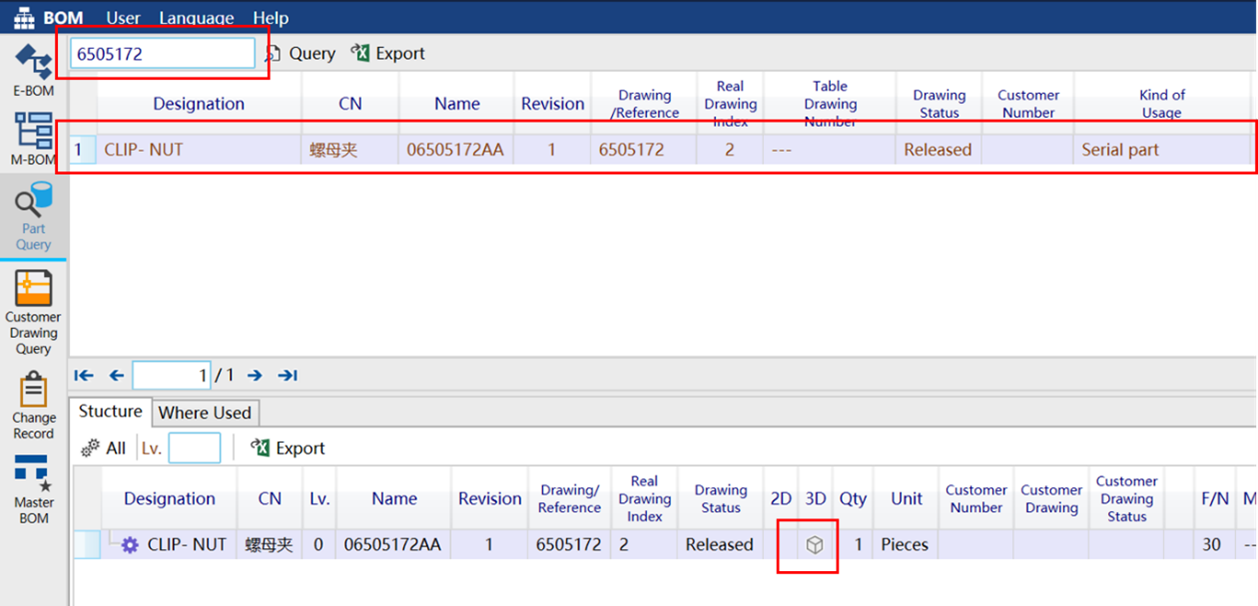 BOM User Language Help
6505172 Query Export
E-BOM
M-BOM
Part
Query
Customer
Drawing
Query
Change
Record
Master
BOM
Designation CN Name Revision Drawing /Reference Real Drawing Index Table Drawing Number Drawing Status Customer Number Kind of Usage
1 CLIP- NUT 螺母夹 06505172AA 1 6505172 2 --- Released Serial part
1 / 1
Stucture Where Used
All Lv. Export
Designation CN Lv. Name Revision Drawing/ Reference Real Drawing Index Drawing Status 2D 3D Qty Unit Customer Number Customer Drawing Customer Drawing Status F/N M
CLIP- NUT 螺母夹 0 06505172AA 1 6505172 2 Released 1 Pieces 30 --